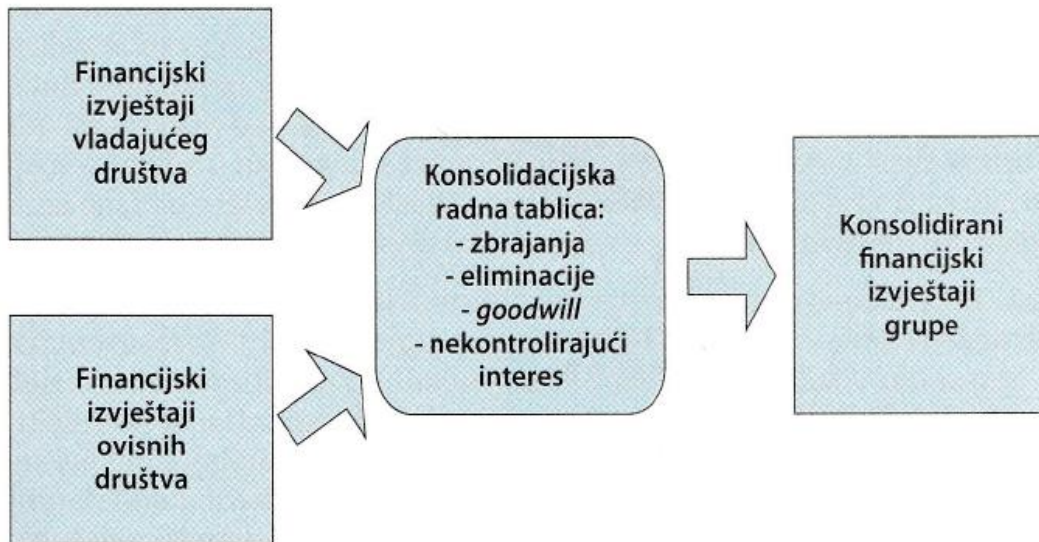 Financijski
izvještaji
vladajućeg
društva
Financijski
izvještaji
ovisnih
društva
Konsolidacijska
radna tablica:
- zbrajanja
- eliminacije
- goodwill
- nekontrolirajući
interes
Konsolidirani
financijski
izvještaji
grupe